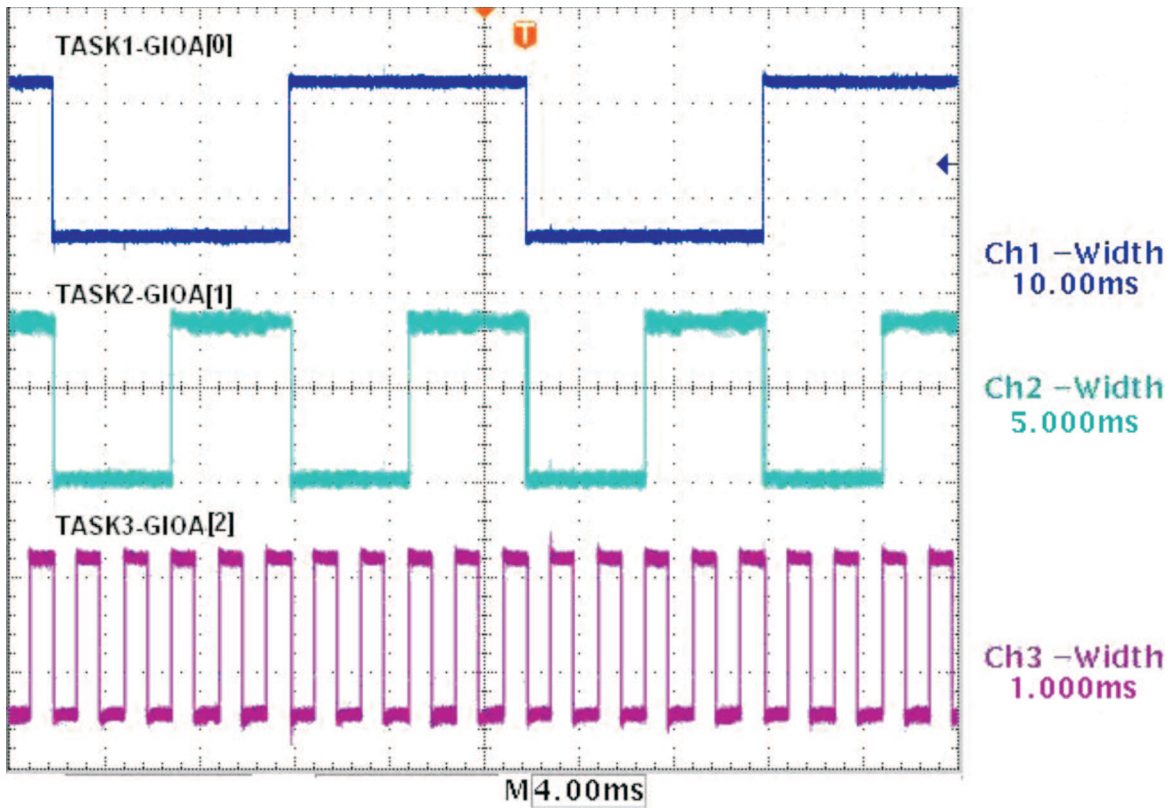 T
TASK1-GIOA[0]
Ch1 -Width
10.00ms
TASK2-GIOA[1]
Ch2 -Width
5.000ms
TASK3-GIOA[2]
Ch3 -Width
1.000ms
M 4.00ms